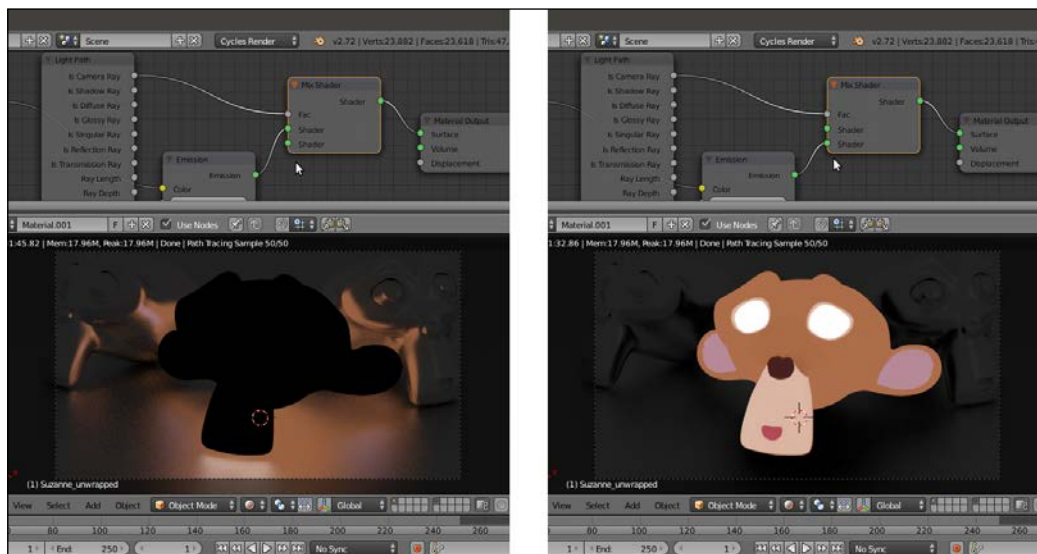 Scene Cycles Render v2.72 | Verts:23,882 | Faces:23,618 | Tris:47,
Light Path
Is Camera Ray
Is Shadow Ray
Is Diffuse Ray
Is Glossy Ray
Is Singular Ray
Is Reflection Ray
Is Transmission Ray
Ray Length
Ray Depth
Mix Shader
Shader
Fac
Shader
Shader
Emission
Emission
Color
Material Output
Surface
Volume
Displacement
Material.001 F Use Nodes
1:45.82 | Mem:17.96M, Peak:17.96M | Done | Path Tracing Sample 50/50
(1) Suzanne_unwrapped
View Select Add Object Object Mode Global
80 100 120 140 160 180 200 220 240 260
1 End: 250 1 No Sync
Scene Cycles Render v2.72 | Verts:23,882 | Faces:23,618 | Tris:47,
Light Path
Is Camera Ray
Is Shadow Ray
Is Diffuse Ray
Is Glossy Ray
Is Singular Ray
Is Reflection Ray
Is Transmission Ray
Ray Length
Ray Depth
Mix Shader
Shader
Fac
Shader
Shader
Emission
Emission
Color
Material Output
Surface
Volume
Displacement
Material.001 F Use Nodes
1:32.86 | Mem:17.96M, Peak:17.96M | Done | Path Tracing Sample 50/50
(1) Suzanne_unwrapped
View Select Add Object Object Mode Global
80 100 120 140 160 180 200 220 240 260
1 End: 250 1 No Sync